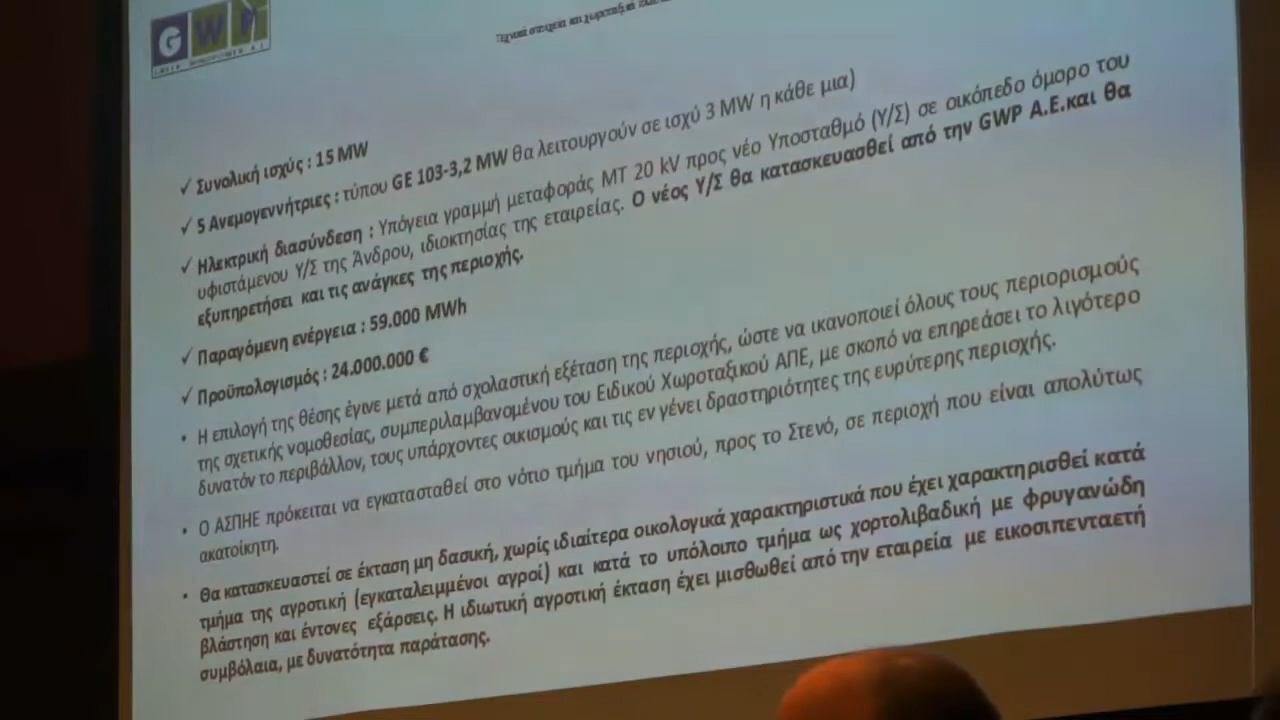 GWP
✓ Συνολική ισχύς : 15 MW
✓ 5 Ανεμογεννήτριες : τύπου GE 103-3,2 MW θα λειτουργούν σε ισχύ 3 MW η κάθε μια)
✓ Ηλεκτρική διασύνδεση : Υπόγεια γραμμή μεταφοράς ΜΤ 20 kV προς νέο Υποσταθμό (Υ/Σ) σε οικόπεδο όμορο του
υφιστάμενου Υ/Σ της Άνδρου, ιδιοκτησίας της εταιρείας. Ο νέος Υ/Σ θα κατασκευασθεί από την GWP Α.Ε.και θα
εξυπηρετήσει και τις ανάγκες της περιοχής.
✓ Παραγόμενη ενέργεια : 59.000 MWh
✓ Προϋπολογισμός : 24.000.000 €
• Η επιλογή της θέσης έγινε μετά από σχολαστική εξέταση της περιοχής, ώστε να ικανοποιεί όλους τους περιορισμούς
της σχετικής νομοθεσίας, συμπεριλαμβανομένου του Ειδικού Χωροταξικού ΑΠΕ, με σκοπό να επηρεάσει το λιγότερο
δυνατόν το περιβάλλον, τους υπάρχοντες οικισμούς και τις εν γένει δραστηριότητες της ευρύτερης περιοχής.
• Ο ΑΣΠΗΕ πρόκειται να εγκατασταθεί στο νότιο τμήμα του νησιού, προς το Στενό, σε περιοχή που είναι απολύτως
ακατοίκητη.
• Θα κατασκευαστεί σε έκταση μη δασική, χωρίς ιδιαίτερα οικολογικά χαρακτηριστικά που έχει χαρακτηρισθεί κατά
τμήμα της αγροτική (εγκαταλειμμένοι αγροί) και κατά το υπόλοιπο τμήμα ως χορτολιβαδική με φρυγανώδη
βλάστηση και έντονες εξάρσεις. Η ιδιωτική αγροτική έκταση έχει μισθωθεί από την εταιρεία με εικοσιπενταετή
συμβόλαια, με δυνατότητα παράτασης.